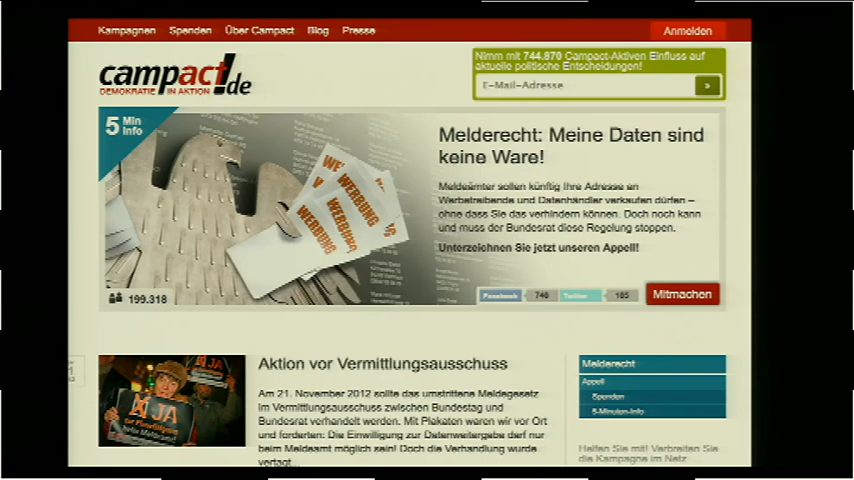 Kampagnen Spenden Über Campact Blog Presse Anmelden
campact!.de
DEMOKRATIE IN AKTION
Nimm mit 744.870 Campact-Aktiven Einfluss auf
aktuelle politische Entscheidungen!
E-Mail-Adresse »
5 Min
Info
WERBUNG
WERBUNG
WERBUNG
199.318
Melderecht: Meine Daten sind
keine Ware!
Meldeämter sollen künftig Ihre Adresse an
Werbetreibende und Datenhändler verkaufen dürfen –
ohne dass Sie das verhindern können. Doch noch kann
und muss der Bundesrat diese Regelung stoppen.
Unterzeichnen Sie jetzt unseren Appell!
Facebook 740 Twitter 105 Mitmachen
JA
Aktion vor Vermittlungsausschuss
Am 21. November 2012 sollte das umstrittene Meldegesetz
im Vermittlungsausschuss zwischen Bundestag und
Bundesrat verhandelt werden. Mit Plakaten waren wir vor Ort
und forderten: Die Einwilligung zur Datenweitergabe darf nur
beim Meldeamt möglich sein! Doch die Verhandlung wurde
vertagt...
Melderecht
Appell
Spenden
5-Minuten-Info
Helfen Sie mit! Verbreiten Sie
die Kampagne im Netz